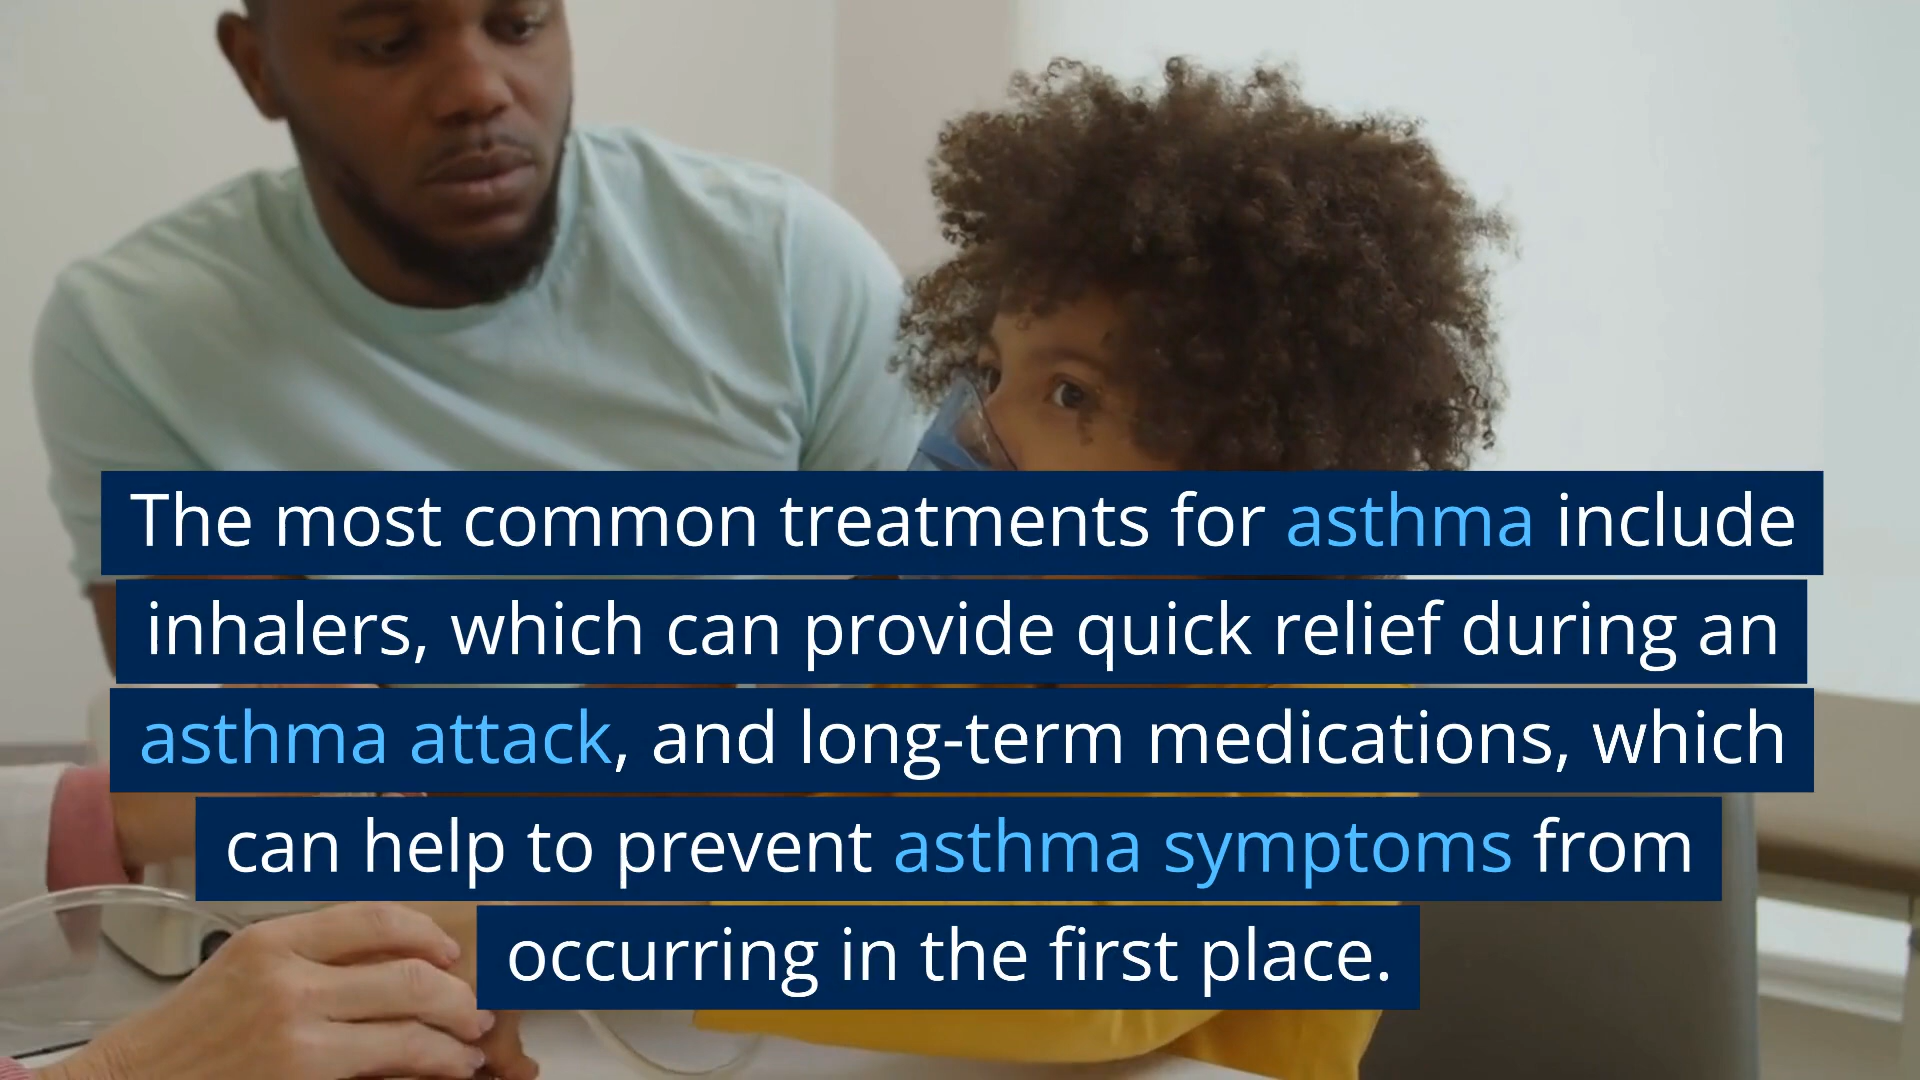 The most common treatments for asthma include
inhalers, which can provide quick relief during an
asthma attack, and long-term medications, which
can help to prevent asthma symptoms from
occurring in the first place.